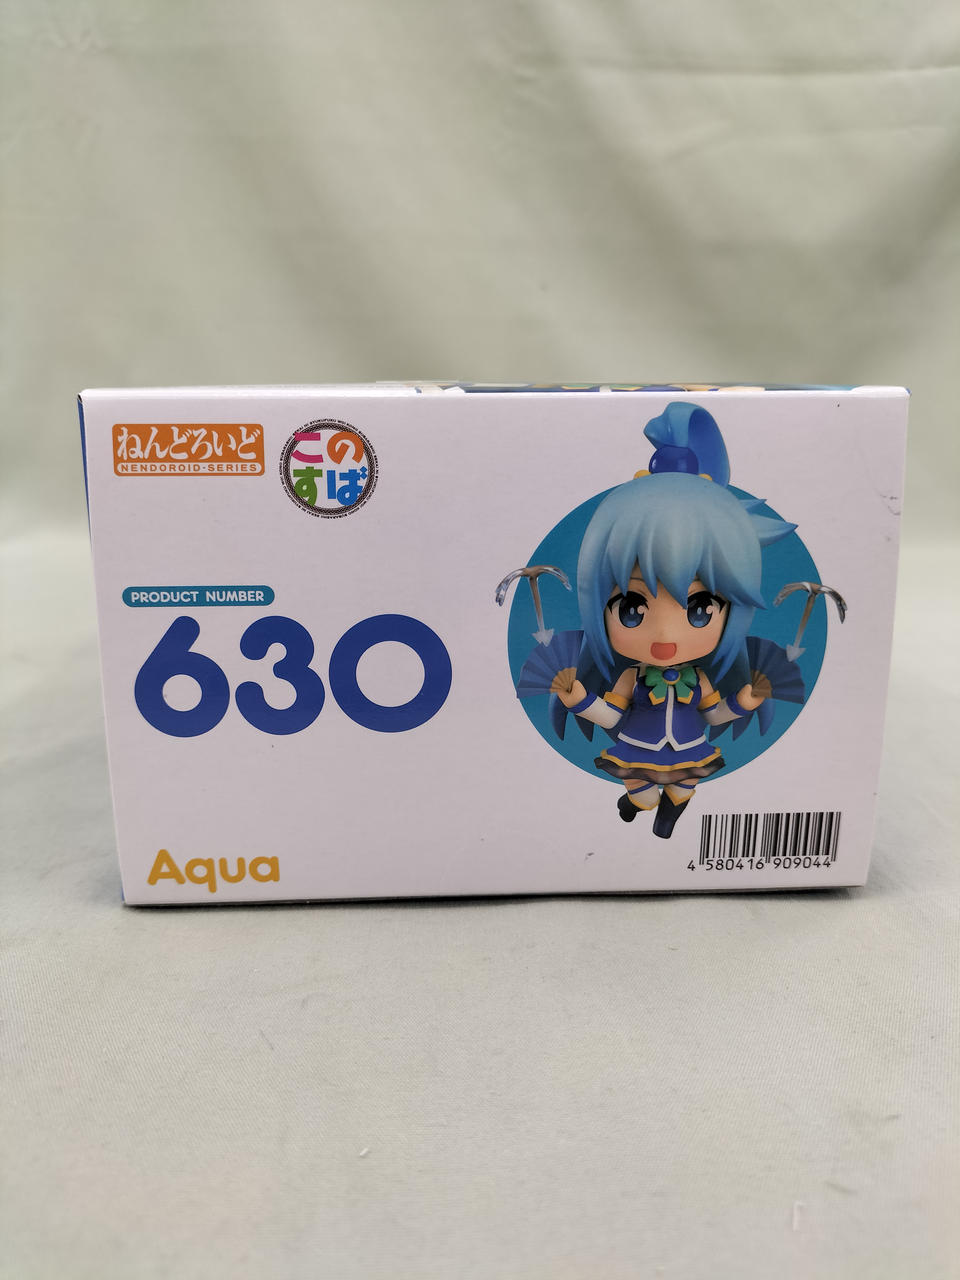 ねんどろいど
NENDOROID・SERIES
この
すば
PRODUCT NUMBER
630
Aqua
4 580416 909044